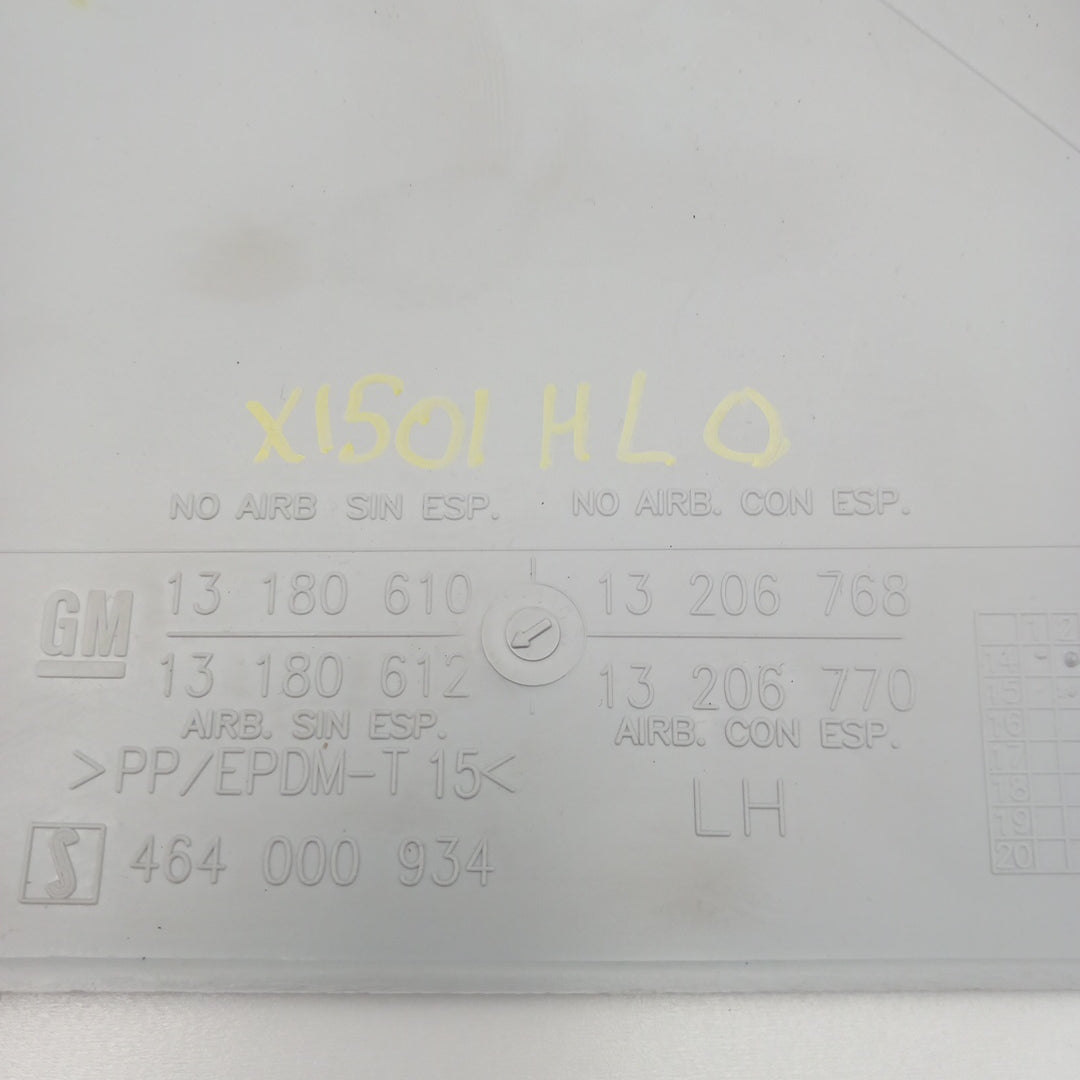 X1501 HLO
NO AIRB SIN ESP. NO AIRB. CON ESP.
GM 13 180 610 13 206 768
13 180 612 13 206 770
AIRB. SIN ESP. AIRB. CON ESP.
>PP/EPDM-T15<
LH
S 464 000 934
1 2
14
15
16
17
18
19
20